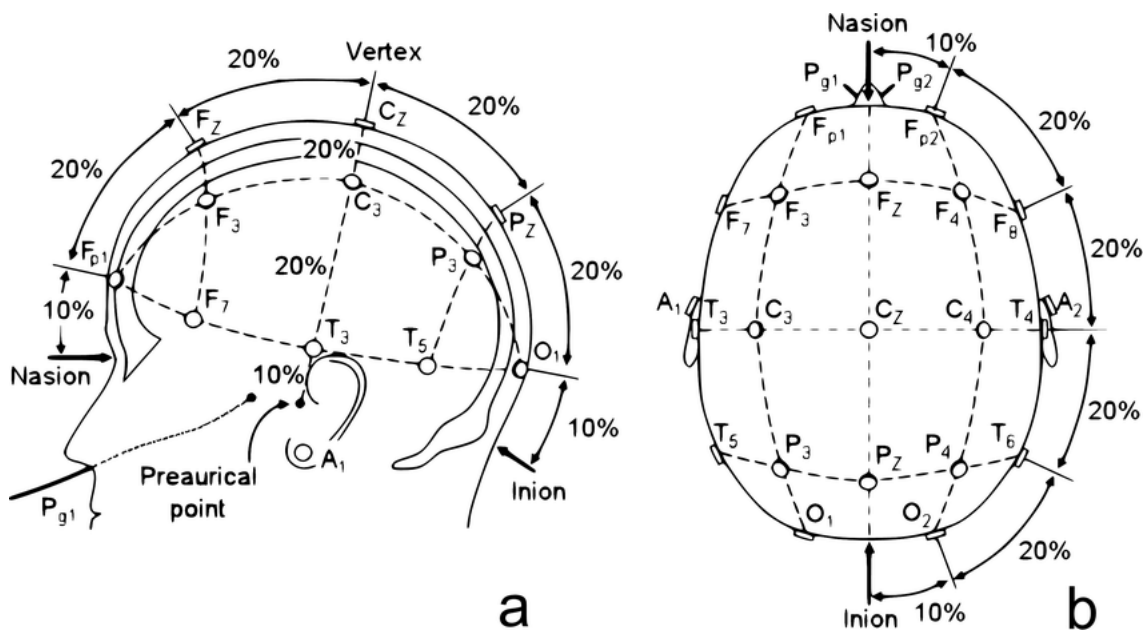 Vertex
20%
20%
F_Z
C_Z
20%
20%
F_3
C_3
P_Z
F_p1
20%
P_3
20%
10%
F_7
T_3
T_5
O_1
Nasion
10%
10%
A_1
Preaurical
point
Inion
P_g1
a
Nasion
10%
P_g1
P_g2
F_p1
F_p2
20%
F_7
F_3
F_Z
F_4
F_8
20%
A_1
T_3
C_3
C_Z
C_4
T_4
A_2
20%
T_5
P_3
P_Z
P_4
T_6
O_1
O_2
20%
Inion
10%
b